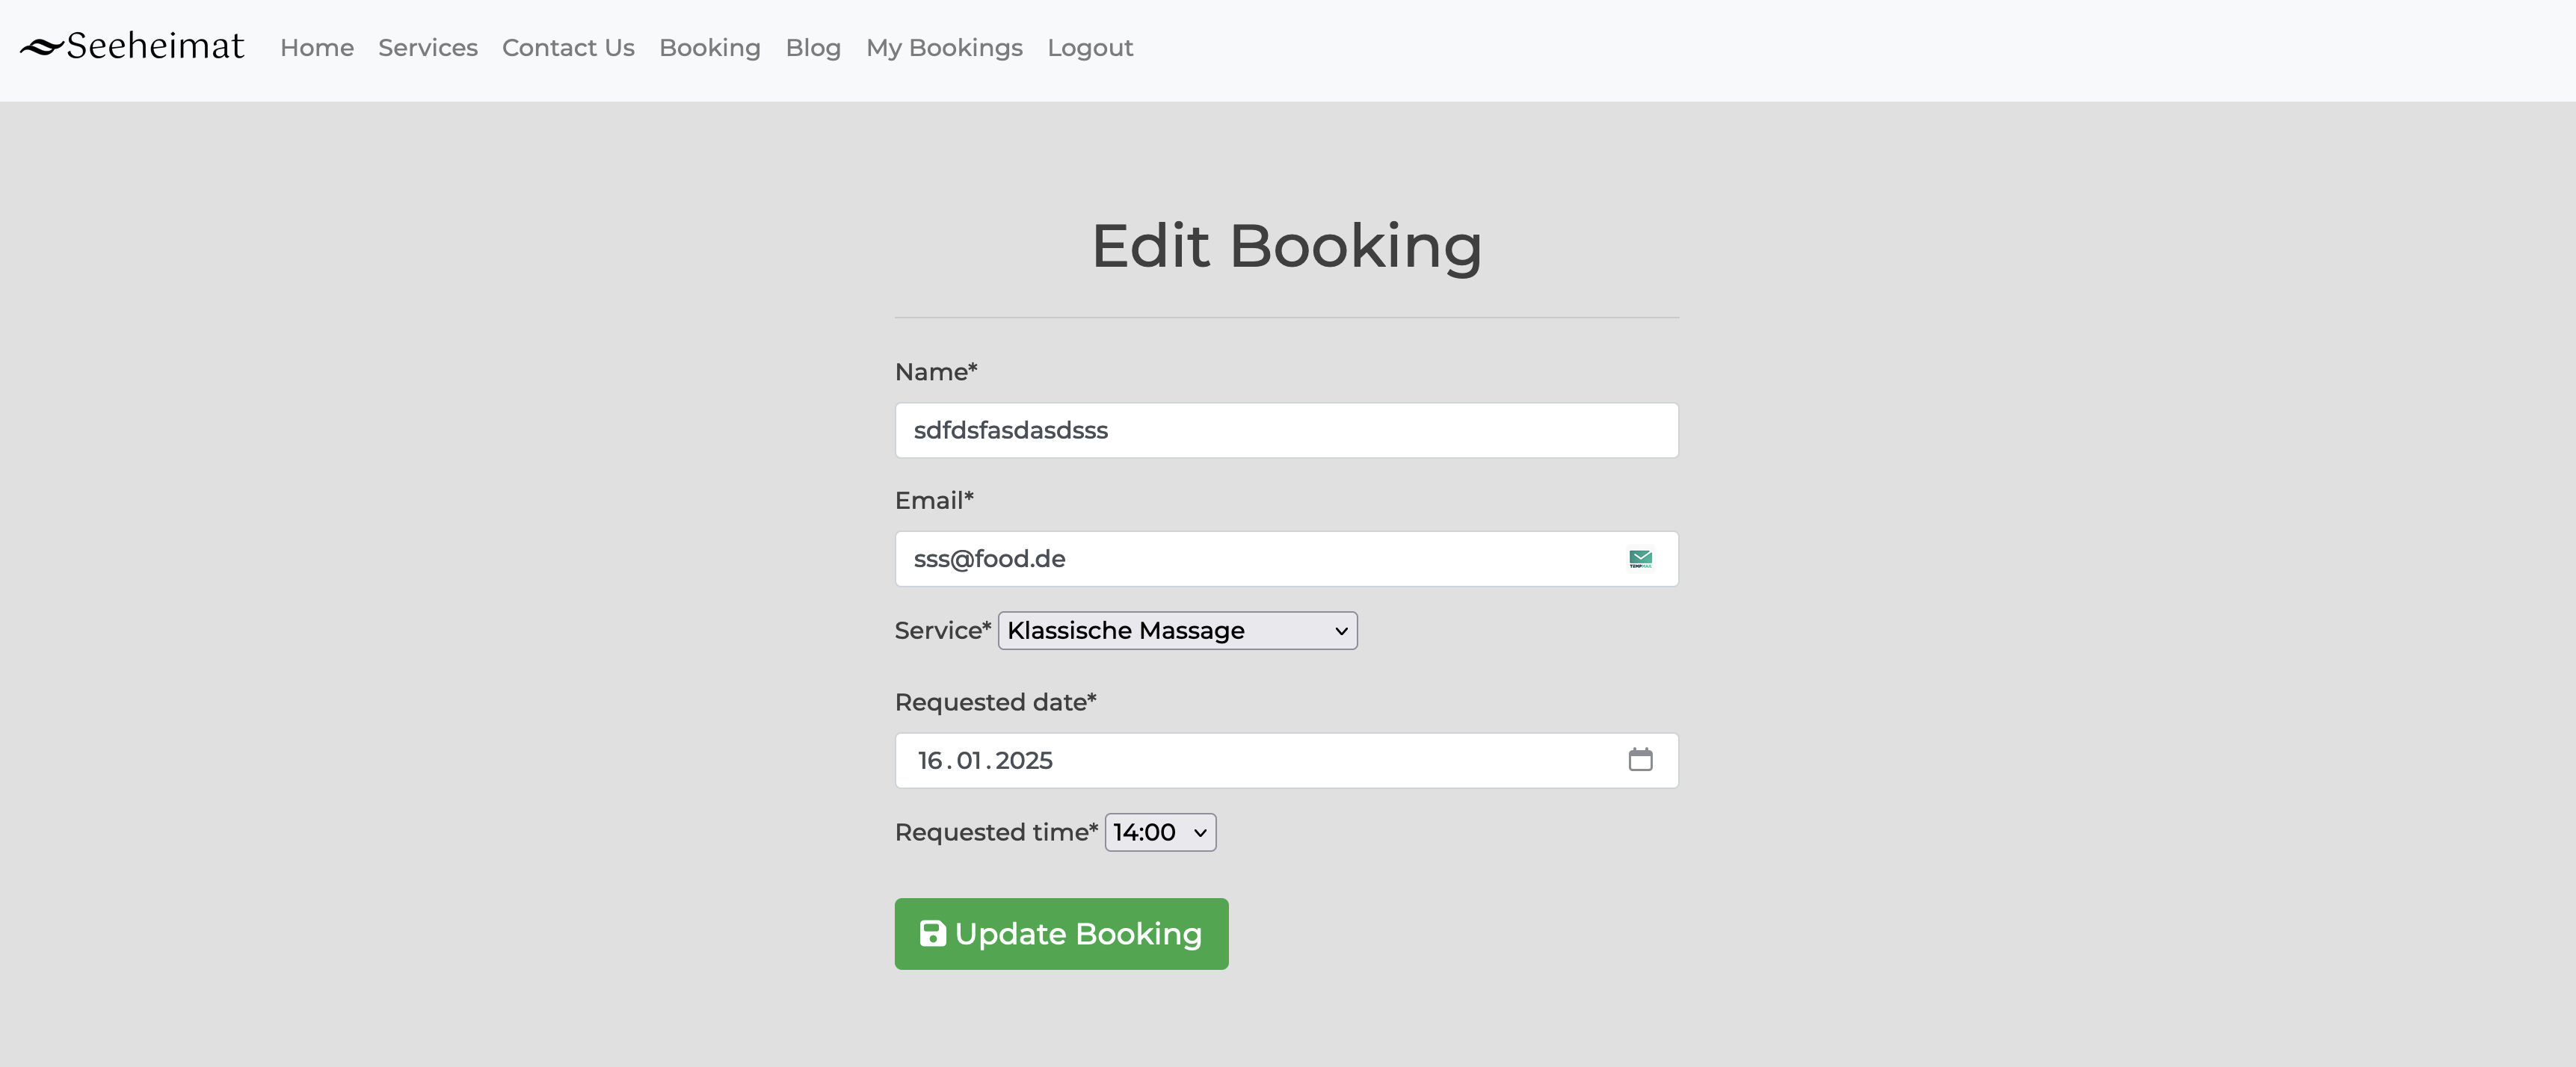 Seeheimat Home Services Contact Us Booking Blog My Bookings Logout
Edit Booking
Name*
sdfdsfasdasdsss
Email*
sss@food.de
TEMPMAIL
Service* Klassische Massage
Requested date*
16.01.2025
Requested time* 14:00
Update Booking